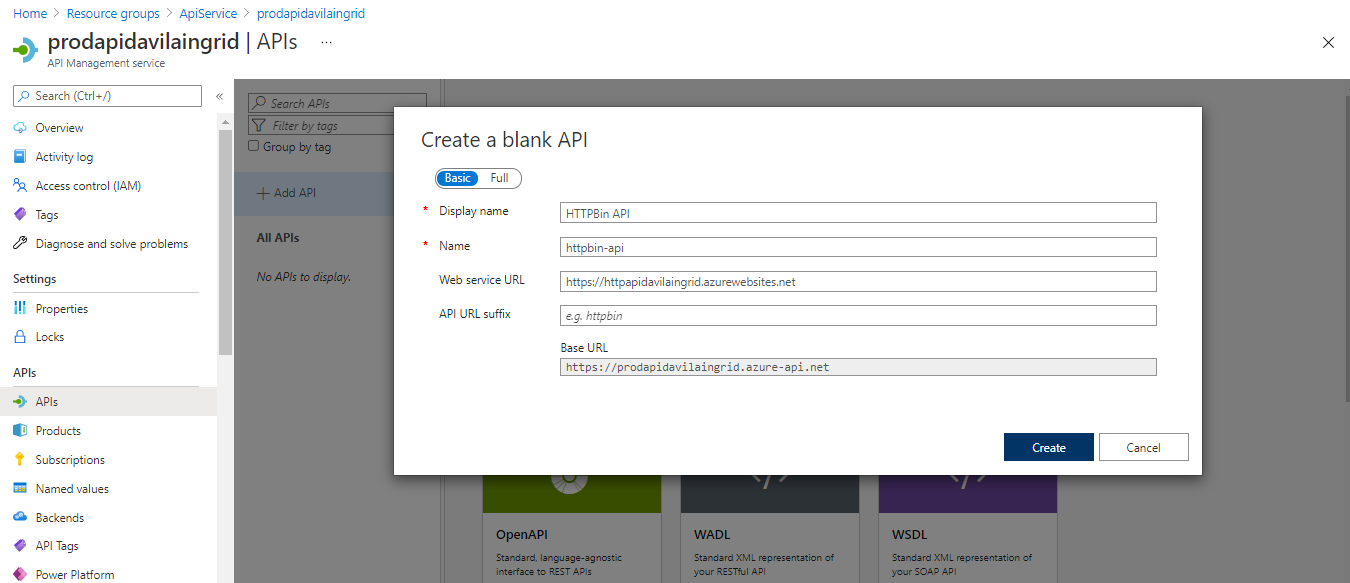 Home > Resource groups > ApiService > prodapidavilaingrid
prodapidavilaingrid | APIs ...
API Management service
Search (Ctrl+/)
«
Overview
Activity log
Access control (IAM)
Tags
Diagnose and solve problems
Settings
Properties
Locks
APIs
APIs
Products
Subscriptions
Named values
Backends
API Tags
Power Platform
Search APIs
Filter by tags
Group by tag
+ Add API
All APIs
No APIs to display.
Create a blank API
Basic Full
* Display name HTTPBin API
* Name httpbin-api
Web service URL https://httpapidavilaingrid.azurewebsites.net
API URL suffix e.g. httpbin
Base URL
https://prodapidavilaingrid.azure-api.net
Create Cancel
OpenAPI
Standard, language-agnostic
interface to REST APIs
WADL
Standard XML representation of
your RESTful API
WSDL
Standard XML representation of
your SOAP API